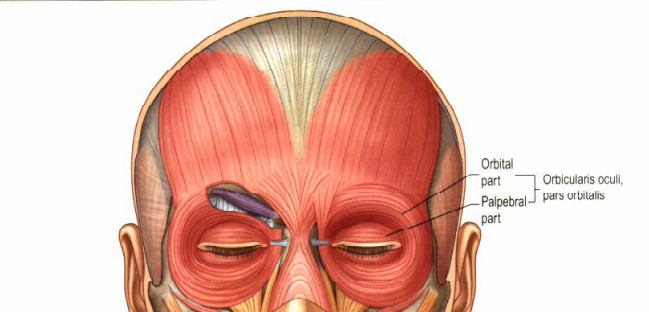 Orbital
part
Palpebral
part
Orbicularis oculi,
pars orbitalis